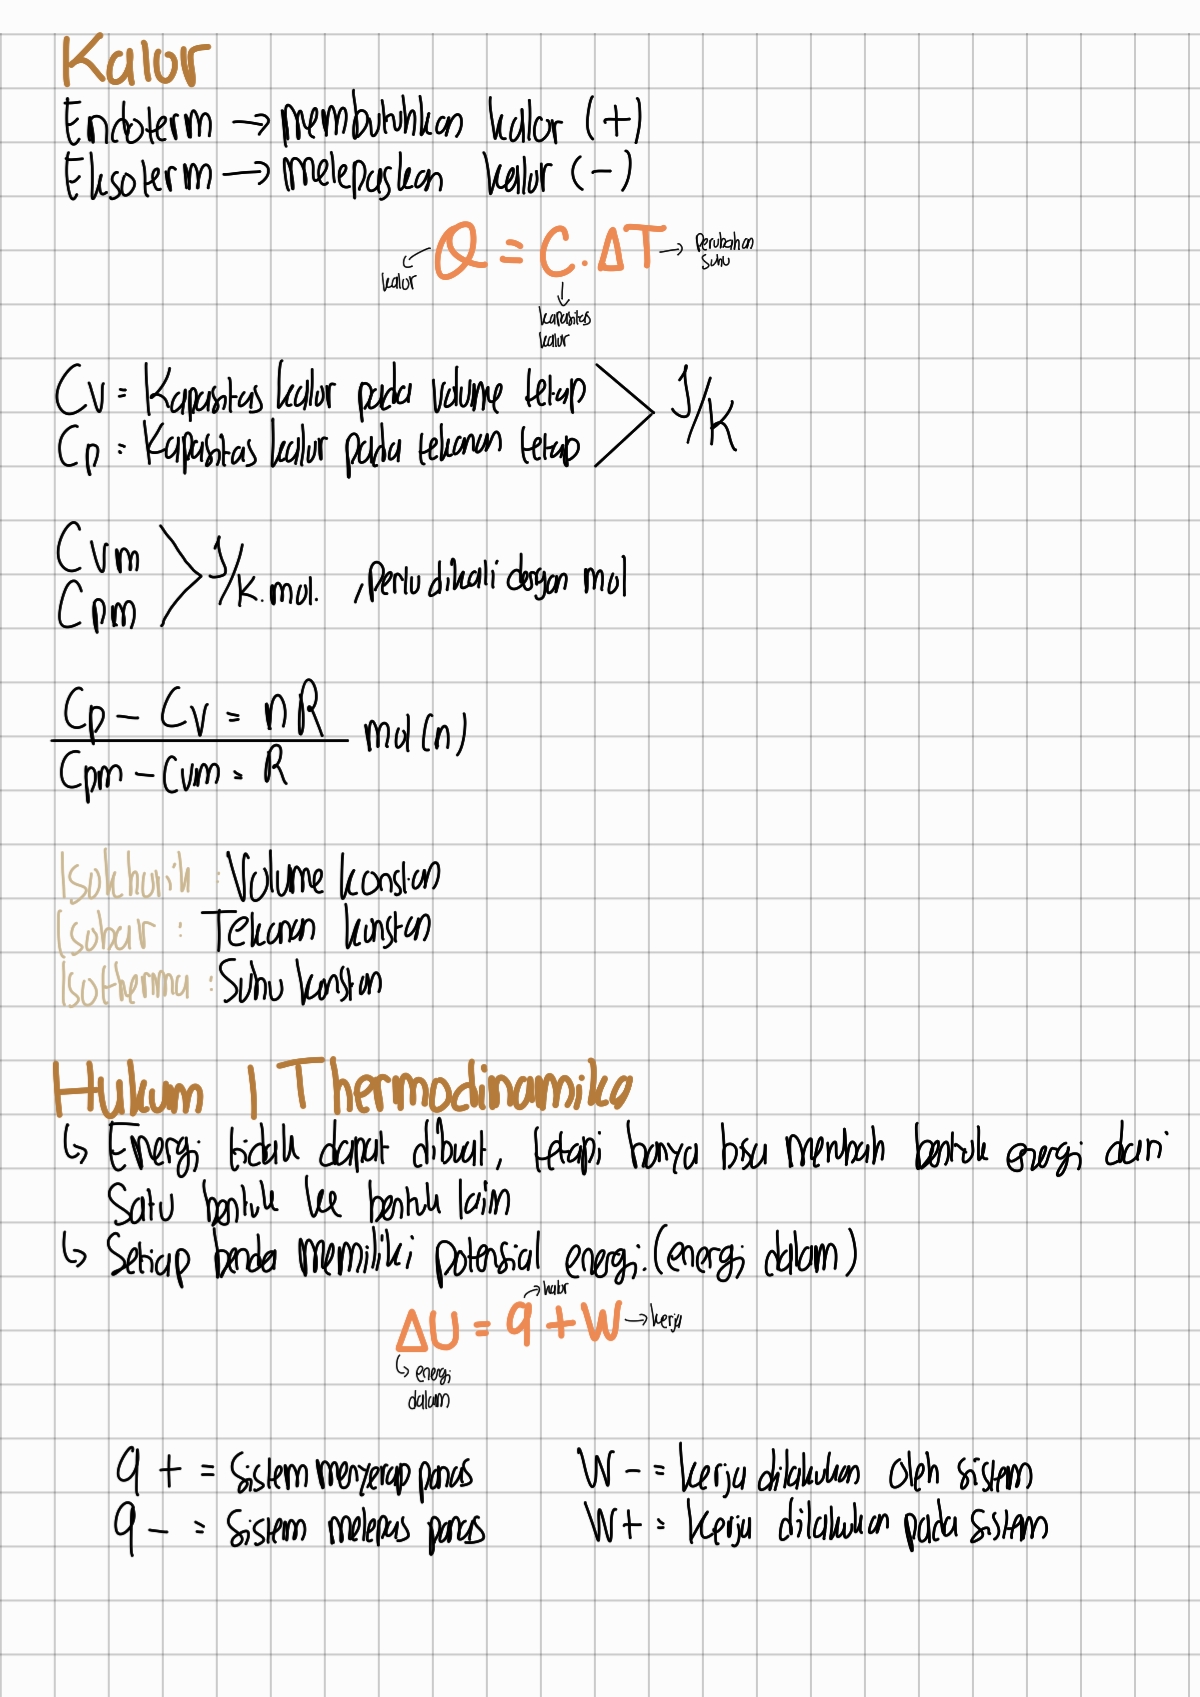 Kalor
Endoterm → membutuhkan kalor (+)
Eksoterm → melepaskan kalor (-)
Q = C . ΔT → Perubahan suhu
kalor
kapasitas
kalor
Cv = Kapasitas kalor pada volume tetap
J/K
Cp = Kapasitas kalor pada tekanan tetap
Cvm
Cpm
J/K.mol. , perlu dikali dengan mol
Cp - Cv = nR
mol (n)
Cpm - Cvm = R
Isokhorik : Volume konstan
Isobar : Tekanan konstan
Isotherma : Suhu konstan
Hukum 1 Thermodinamika
↳ Energi tidak dapat dibuat, tetapi hanya bisa merubah bentuk energi dari
satu bentuk ke bentuk laim
↳ Setiap benda memiliki potensial energi. (energi dalam)
→ kalor
ΔU = q + W → kerja
↳ energi
dalam
q + = Sistem menyerap panas W - = kerja dilakukan oleh sistem
q - = Sistem melepas panas W + = kerja dilakukan pada sistem